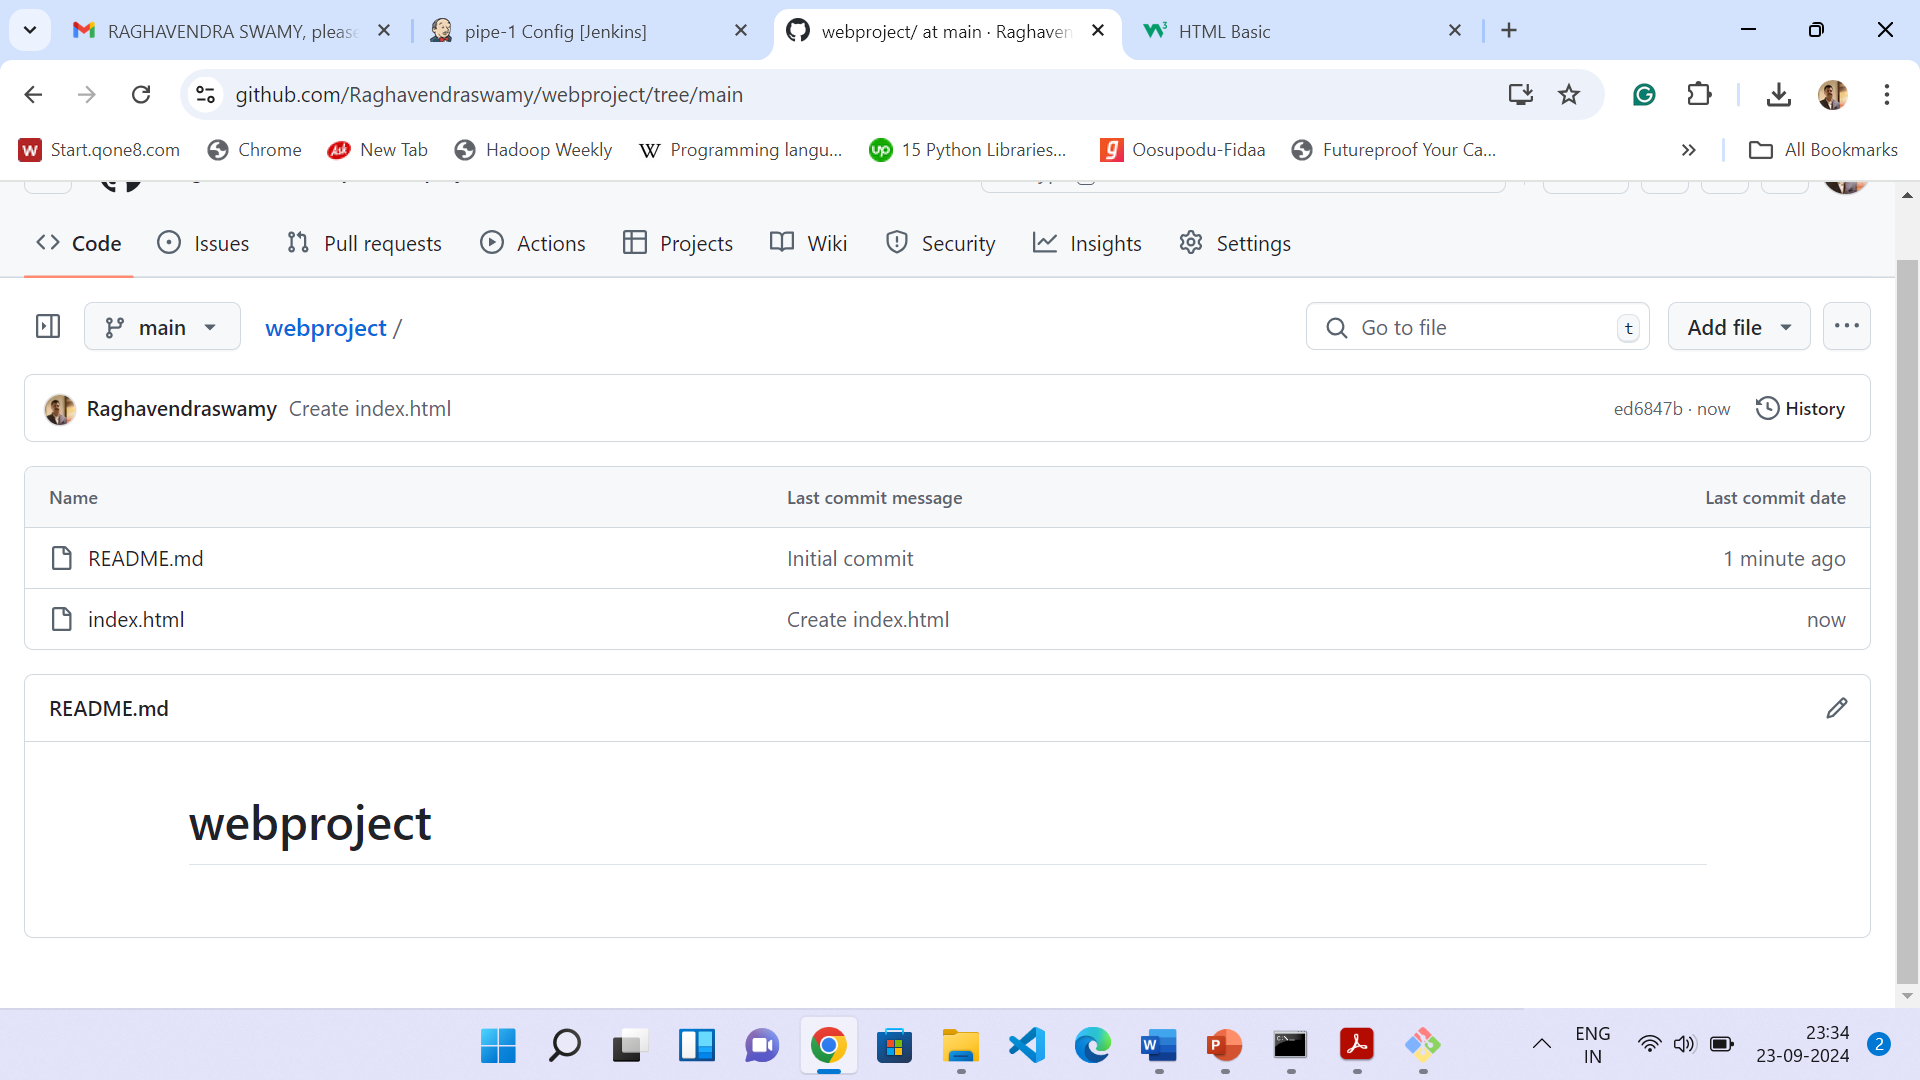 RAGHAVENDRA SWAMY, please
pipe-1 Config [Jenkins]
webproject/ at main · Raghaven
HTML Basic
github.com/Raghavendraswamy/webproject/tree/main
Start.qone8.com
Chrome
New Tab
Hadoop Weekly
Programming langu...
15 Python Libraries...
Oosupodu-Fidaa
Futureproof Your Ca...
All Bookmarks
Code
Issues
Pull requests
Actions
Projects
Wiki
Security
Insights
Settings
main
webproject /
Go to file
t
Add file
Raghavendraswamy Create index.html
ed6847b · now
History
Name
Last commit message
Last commit date
README.md
Initial commit
1 minute ago
index.html
Create index.html
now
README.md
webproject
ENG
IN
23:34
23-09-2024
2